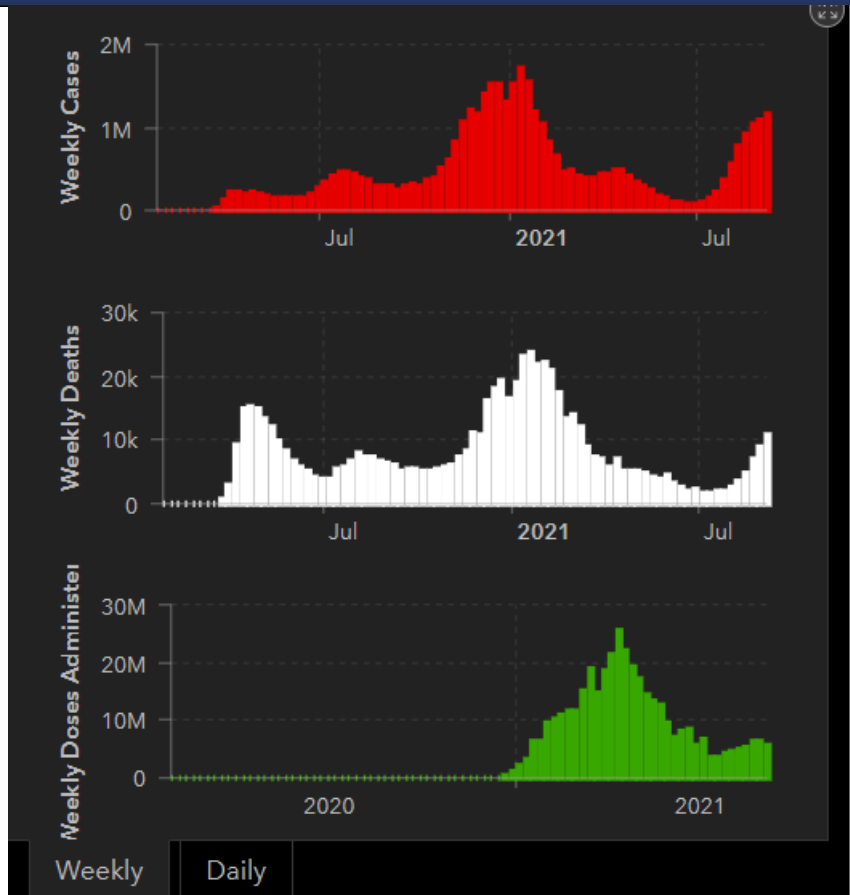 Weekly Cases
2M
1M
0
Jul
2021
Jul
Weekly Deaths
30k
20k
10k
0
Jul
2021
Jul
Weekly Doses Administer
30M
20M
10M
0
2020
2021
Weekly
Daily